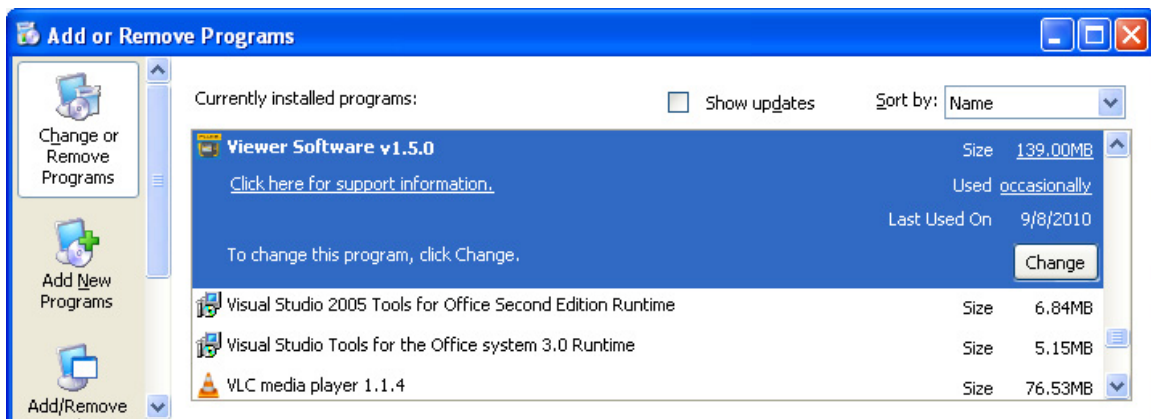 Add or Remove Programs
Change or
Remove
Programs
Add New
Programs
Add/Remove
Currently installed programs:
Show updates
Sort by: Name
Viewer Software v1.5.0
Size 139.00MB
Click here for support information.
Used occasionally
Last Used On 9/8/2010
To change this program, click Change.
Change
Visual Studio 2005 Tools for Office Second Edition Runtime
Size 6.84MB
Visual Studio Tools for the Office system 3.0 Runtime
Size 5.15MB
VLC media player 1.1.4
Size 76.53MB